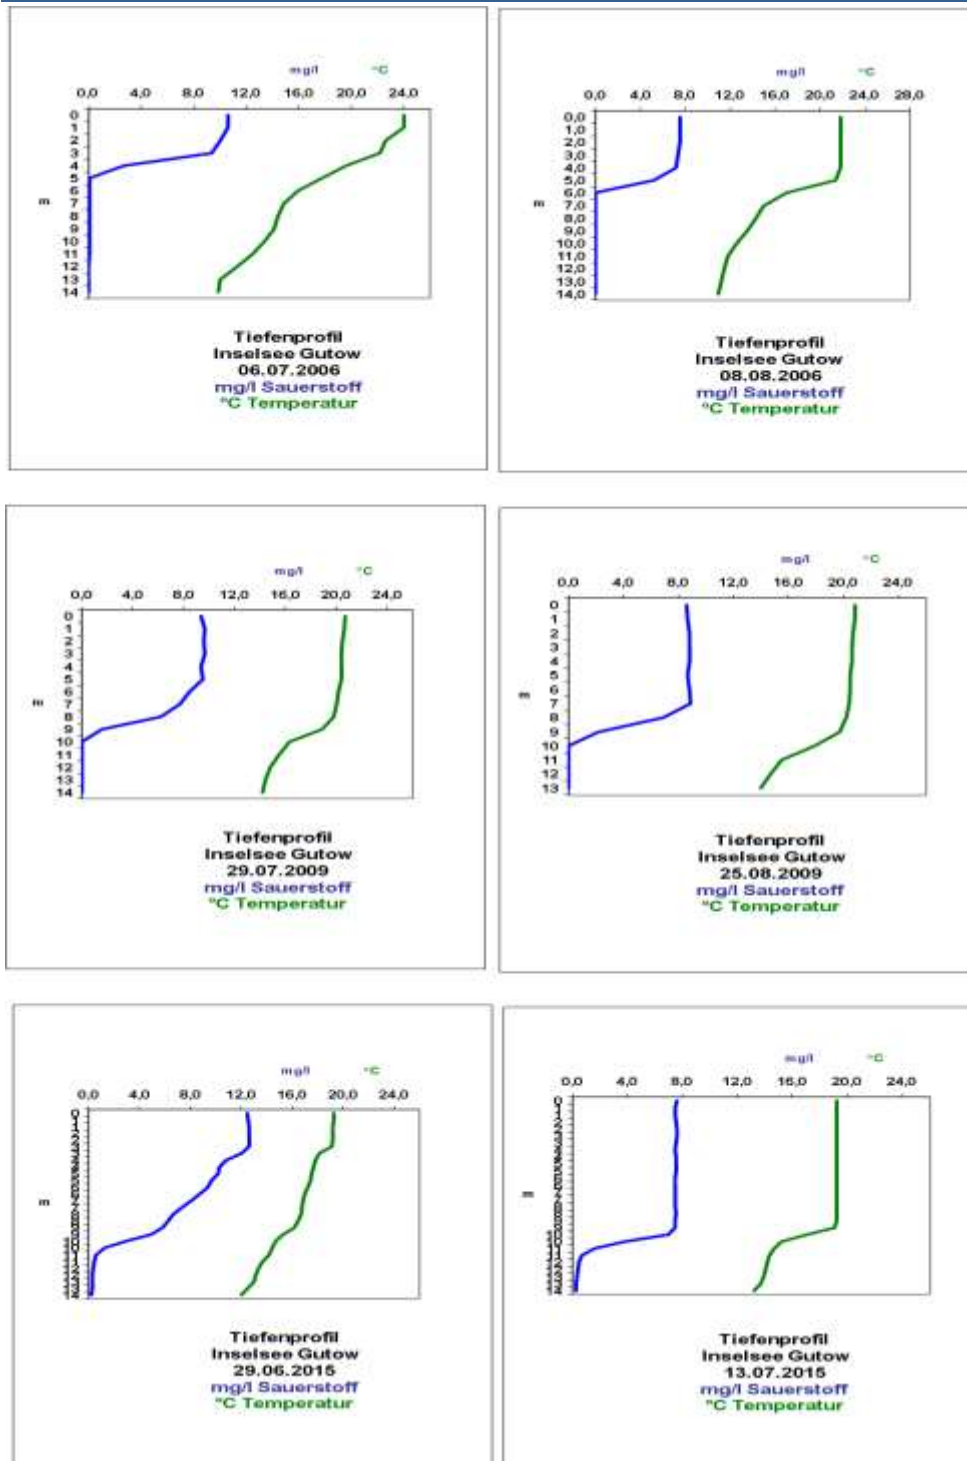 mg/l °C
0,0 4,0 8,0 12,0 16,0 20,0 24,0
0
1
2
3
4
5
6
7
8
9
10
11
12
13
14
m
Tiefenprofil
Inselsee Gutow
06.07.2006
mg/l Sauerstoff
°C Temperatur
mg/l °C
0,0 4,0 8,0 12,0 16,0 20,0 24,0 28,0
0,0
1,0
2,0
3,0
4,0
5,0
6,0
7,0
8,0
9,0
10,0
11,0
12,0
13,0
14,0
m
Tiefenprofil
Inselsee Gutow
08.08.2006
mg/l Sauerstoff
°C Temperatur
mg/l °C
0,0 4,0 8,0 12,0 16,0 20,0 24,0
0
1
2
3
4
5
6
7
8
9
10
11
12
13
14
m
Tiefenprofil
Inselsee Gutow
29.07.2009
mg/l Sauerstoff
°C Temperatur
mg/l °C
0,0 4,0 8,0 12,0 16,0 20,0 24,0
0
1
2
3
4
5
6
7
8
9
10
11
12
13
m
Tiefenprofil
Inselsee Gutow
25.08.2009
mg/l Sauerstoff
°C Temperatur
mg/l °C
0,0 4,0 8,0 12,0 16,0 20,0 24,0
m
Tiefenprofil
Inselsee Gutow
29.06.2015
mg/l Sauerstoff
°C Temperatur
mg/l °C
0,0 4,0 8,0 12,0 16,0 20,0 24,0
m
Tiefenprofil
Inselsee Gutow
13.07.2015
mg/l Sauerstoff
°C Temperatur